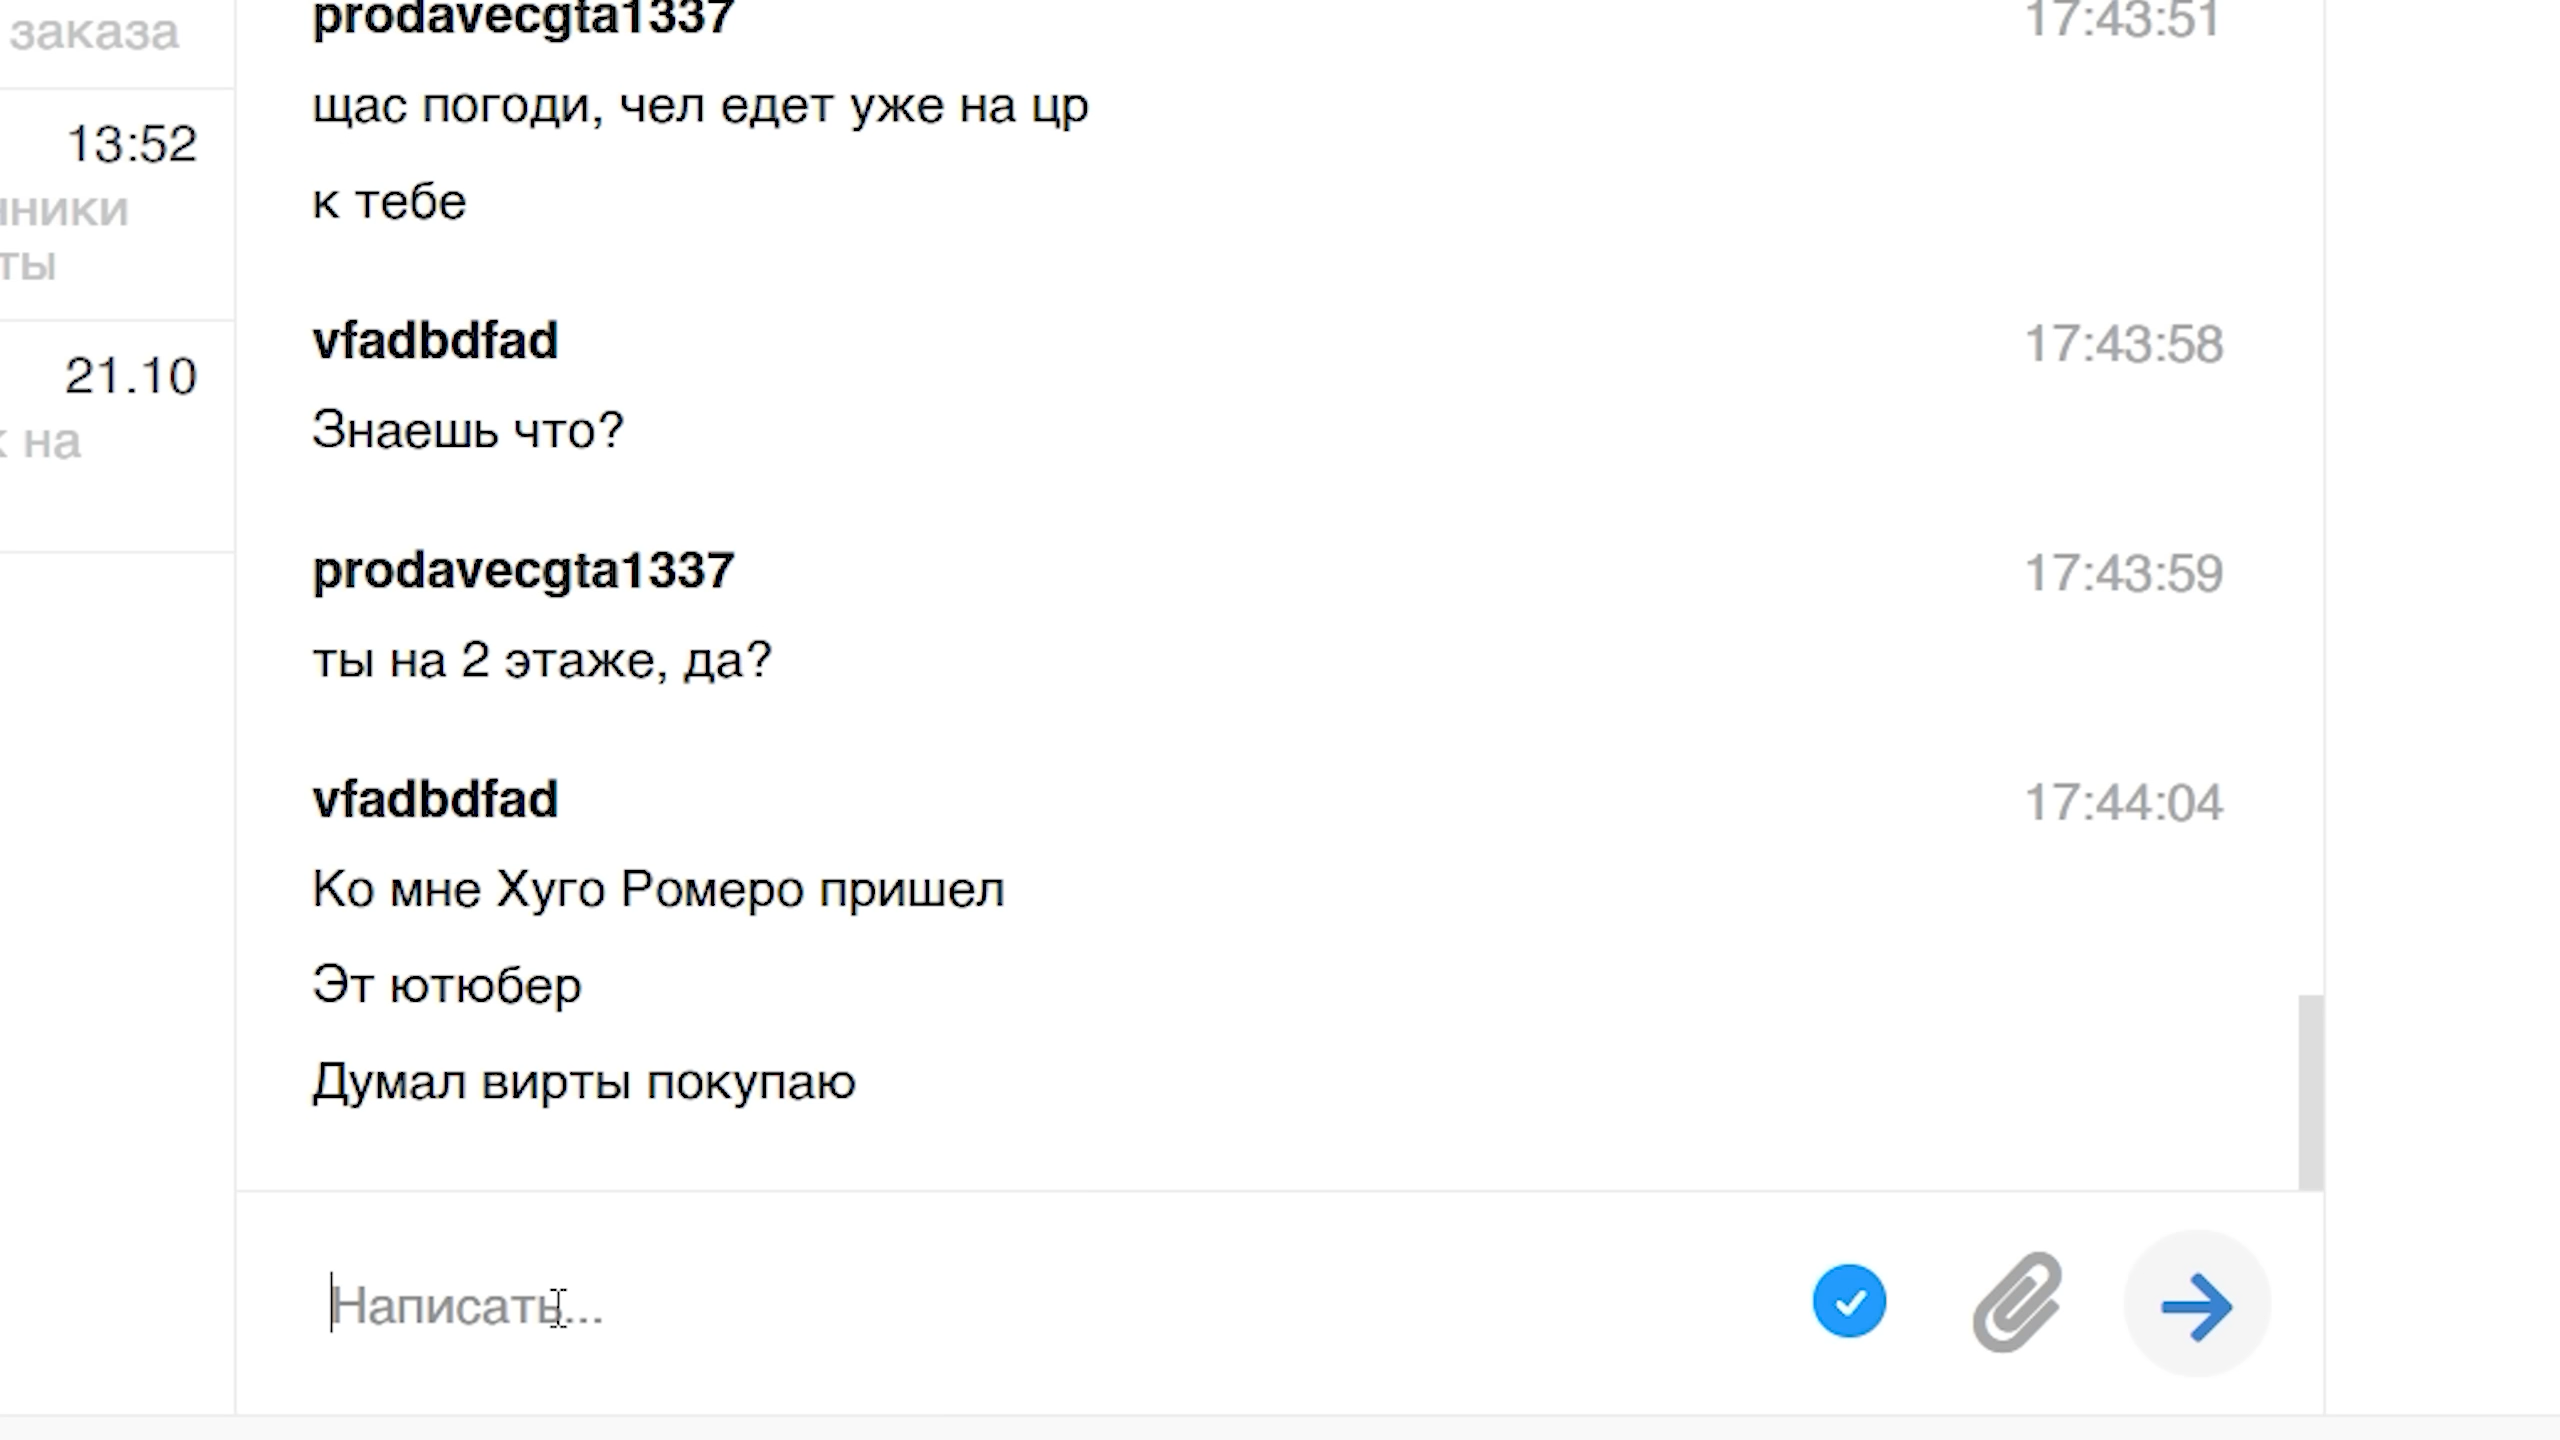 заказа
13:52
ты
21.10
на
prodavecgta1337 17:43:51
щас погоди, чел едет уже на цр
к тебе
vfadbdfad 17:43:58
Знаешь что?
prodavecgta1337 17:43:59
ты на 2 этаже, да?
vfadbdfad 17:44:04
Ко мне Хуго Ромеро пришел
Эт ютюбер
Думал вирты покупаю
Написать...